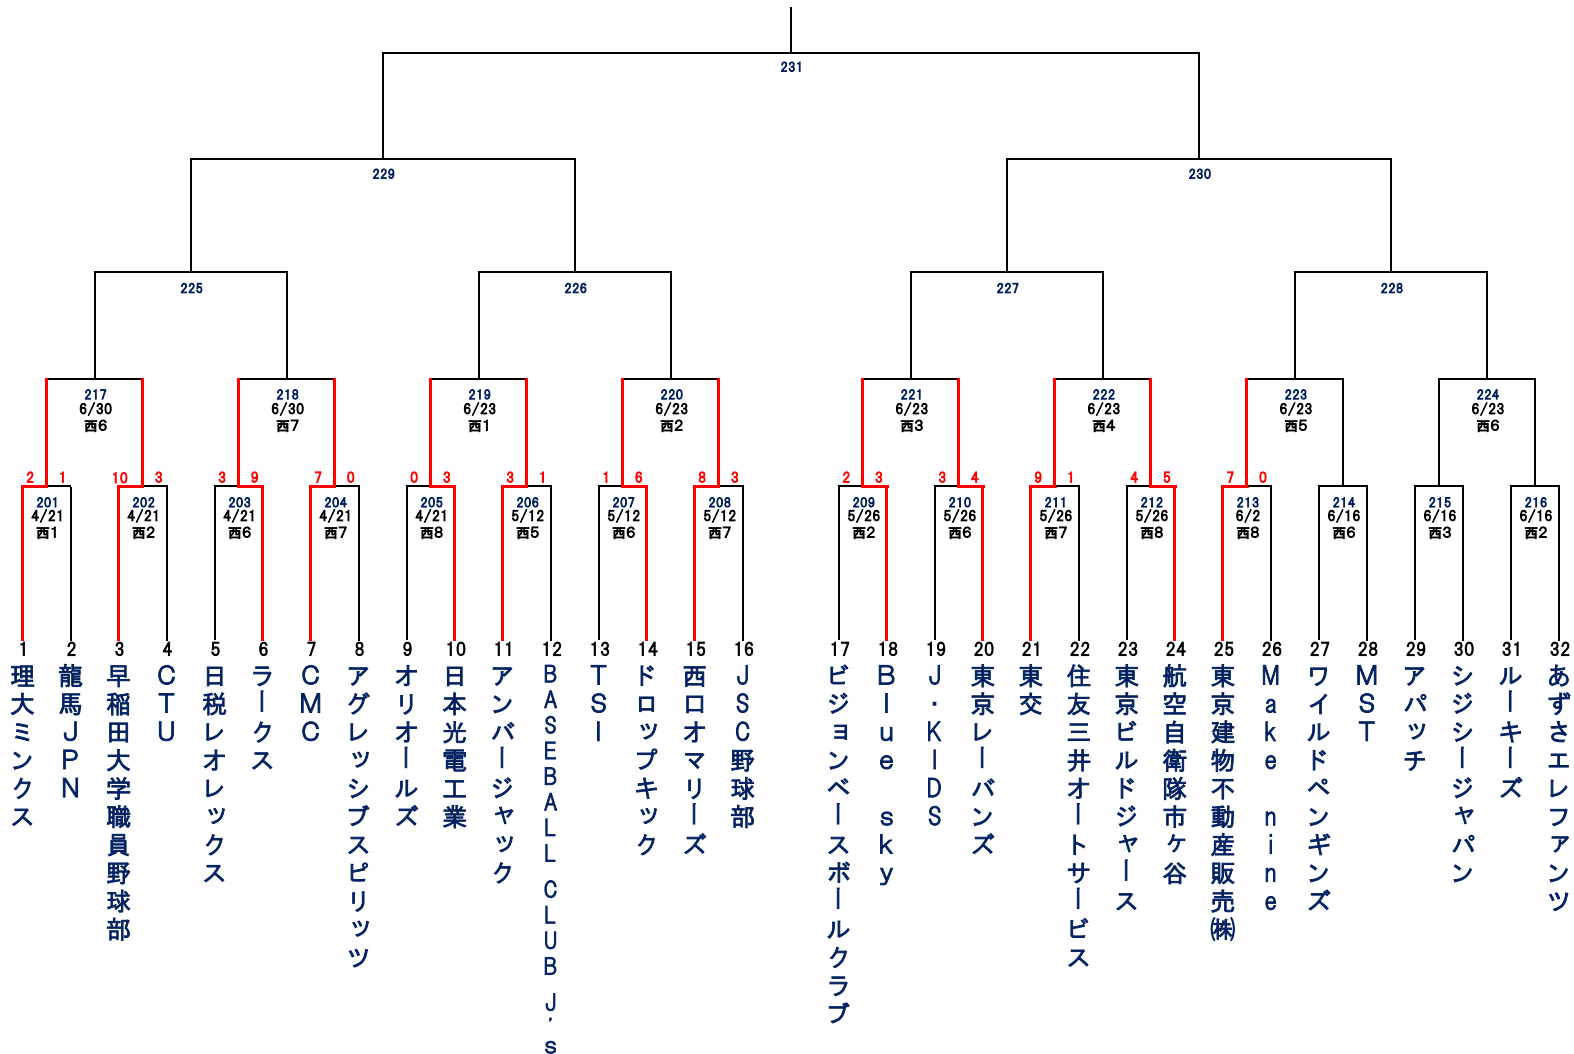 231
229
230
225
226
227
228
217
6/30
西6
218
6/30
西7
219
6/23
西1
220
6/23
西2
221
6/23
西3
222
6/23
西4
223
6/23
西5
224
6/23
西6
2 1
201
4/21
西1
10 3
202
4/21
西2
3 9
203
4/21
西6
7 0
204
4/21
西7
0 3
205
4/21
西8
3 1
206
5/12
西5
1 6
207
5/12
西6
8 3
208
5/12
西7
2 3
209
5/26
西2
3 4
210
5/26
西6
9 1
211
5/26
西7
4 5
212
5/26
西8
7 0
213
6/2
西8
214
6/16
西6
215
6/16
西3
216
6/16
西2
1
理大ミンクス
2
龍馬JPN
3
早稲田大学職員野球部
4
CTU
5
日税レオレックス
6
ラークス
7
CMC
8
アグレッシブスピリッツ
9
オリオールズ
10
日本光電工業
11
アンバージャック
12
BASEBALL CLUB J's
13
TSI
14
ドロップキック
15
西口オマリーズ
16
JSC野球部
17
ビジョンベースボールクラブ
18
Blue sky
19
J・KIDS
20
東京レーバンズ
21
東交
22
住友三井オートサービス
23
東京ビルドジャース
24
航空自衛隊市ヶ谷
25
東京建物不動産販売㈱
26
Make nine
27
ワイルドペンギンズ
28
MST
29
アパッチ
30
シジシージャパン
31
ルーキーズ
32
あずさエレファンツ